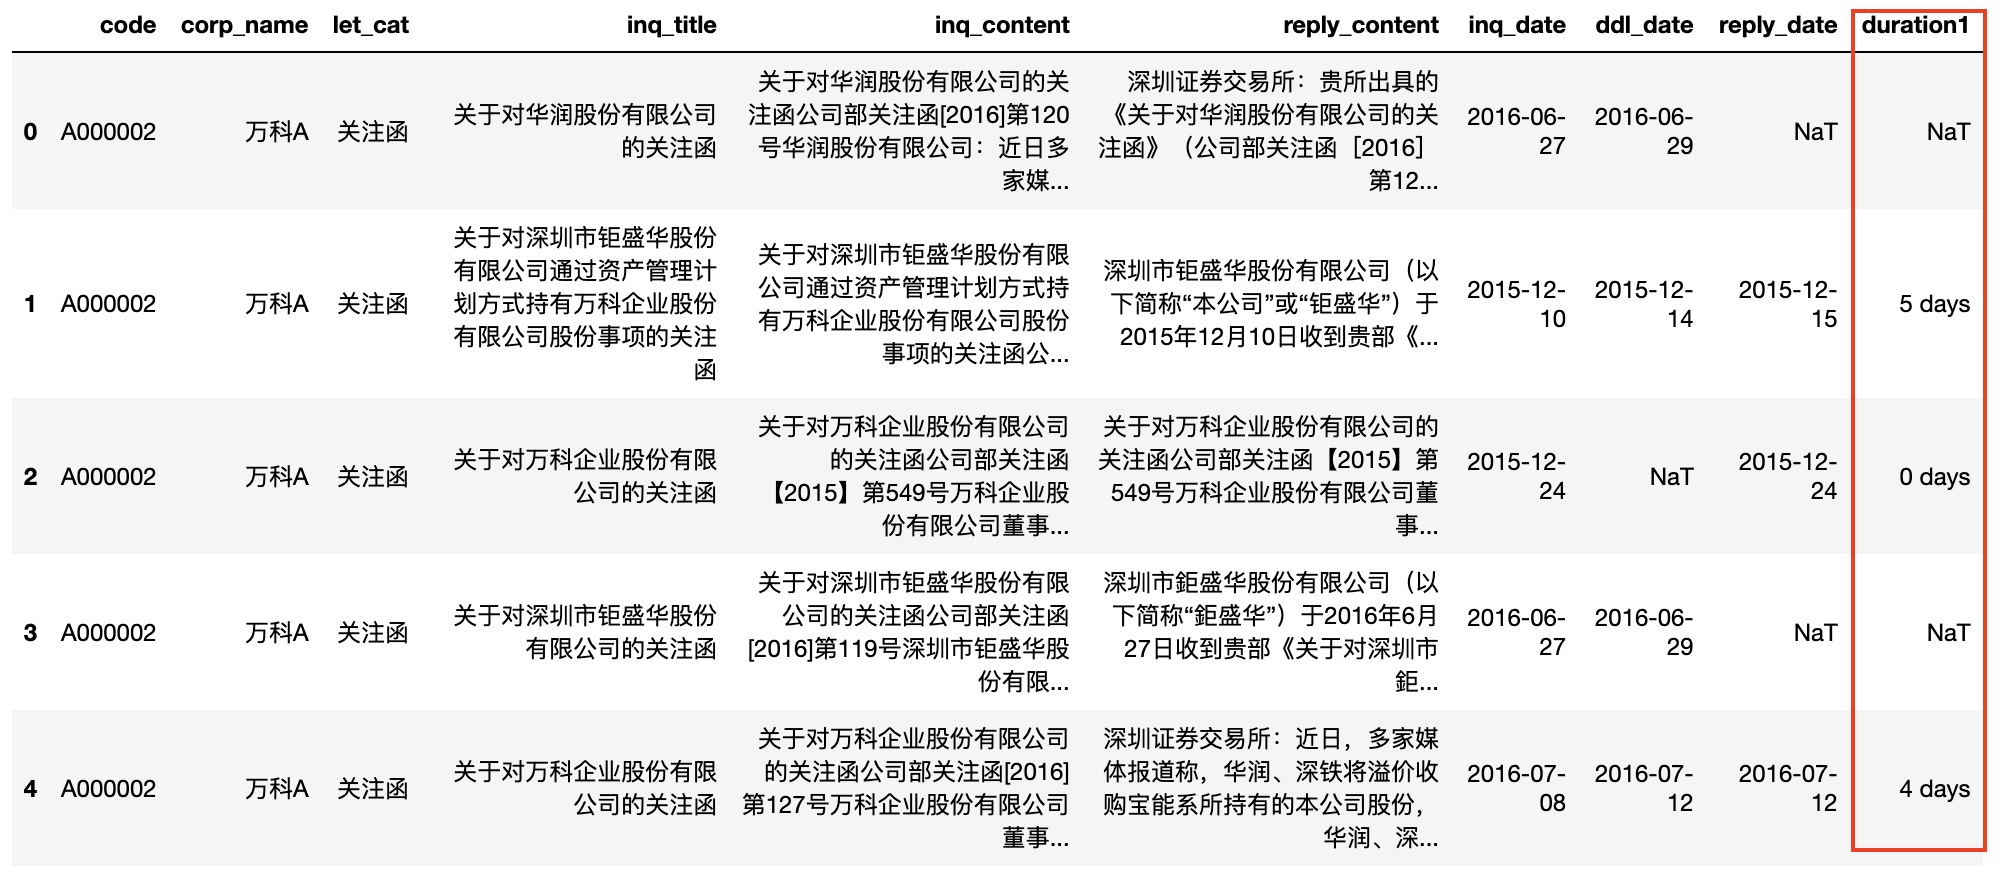 code corp_name let_cat inq_title inq_content reply_content inq_date ddl_date reply_date duration1
0 A000002 万科A 关注函
关于对华润股份有限公司
的关注函
关于对华润股份有限公司的关
注函公司部关注函[2016]第120
号华润股份有限公司：近日多
家媒...
深圳证券交易所：贵所出具的
《关于对华润股份有限公司的关
注函》（公司部关注函［2016］
第12...
2016-06-
27
2016-06-
29
NaT
NaT
1 A000002 万科A 关注函
关于对深圳市钜盛华股份
有限公司通过资产管理计
划方式持有万科企业股份
有限公司股份事项的关注
函
关于对深圳市钜盛华股份有限
公司通过资产管理计划方式持
有万科企业股份有限公司股份
事项的关注函公...
深圳市钜盛华股份有限公司（以
下简称“本公司”或“钜盛华”）于
2015年12月10日收到贵部《...
2015-12-
10
2015-12-
14
2015-12-
15
5 days
2 A000002 万科A 关注函
关于对万科企业股份有限
公司的关注函
关于对万科企业股份有限公司
的关注函公司部关注函
【2015】第549号万科企业股
份有限公司董事...
关于对万科企业股份有限公司的
关注函公司部关注函【2015】第
549号万科企业股份有限公司董
事...
2015-12-
24
NaT
2015-12-
24
0 days
3 A000002 万科A 关注函
关于对深圳市钜盛华股份
有限公司的关注函
关于对深圳市钜盛华股份有限
公司的关注函公司部关注函
[2016]第119号深圳市钜盛华股
份有限...
深圳市鉅盛华股份有限公司（以
下简称“鉅盛华”）于2016年6月
27日收到贵部《关于对深圳市
鉅...
2016-06-
27
2016-06-
29
NaT
NaT
4 A000002 万科A 关注函
关于对万科企业股份有限
公司的关注函
关于对万科企业股份有限公司
的关注函公司部关注函[2016]
第127号万科企业股份有限公司
董事...
深圳证券交易所：近日，多家媒
体报道称，华润、深铁将溢价收
购宝能系所持有的本公司股份，
华润、深...
2016-07-
08
2016-07-
12
2016-07-
12
4 days